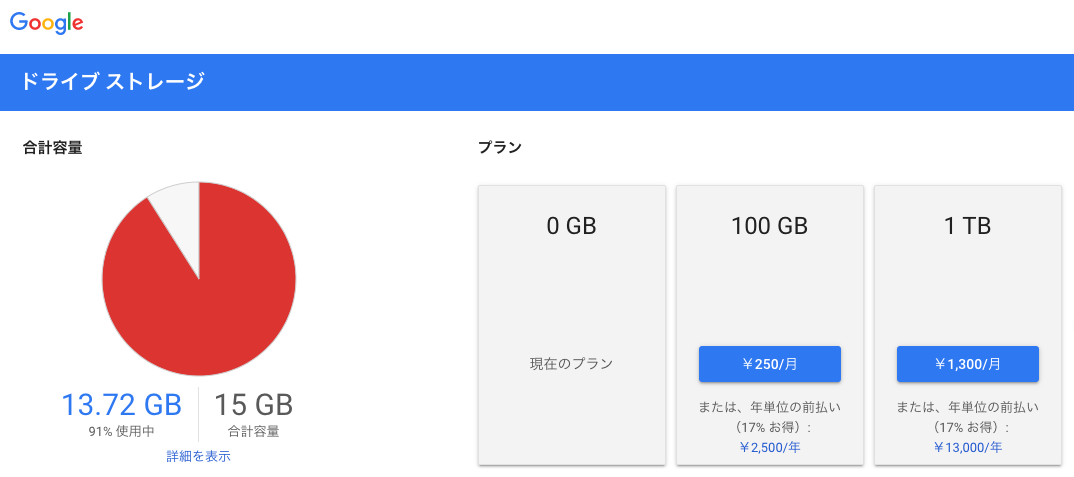 Google
ドライブ ストレージ
合計容量
13.72 GB
91% 使用中
15 GB
合計容量
詳細を表示
プラン
0 GB
現在のプラン
100 GB
￥250/月
または、年単位の前払い
（17% お得）:
￥2,500/年
1 TB
￥1,300/月
または、年単位の前払い
（17% お得）:
￥13,000/年